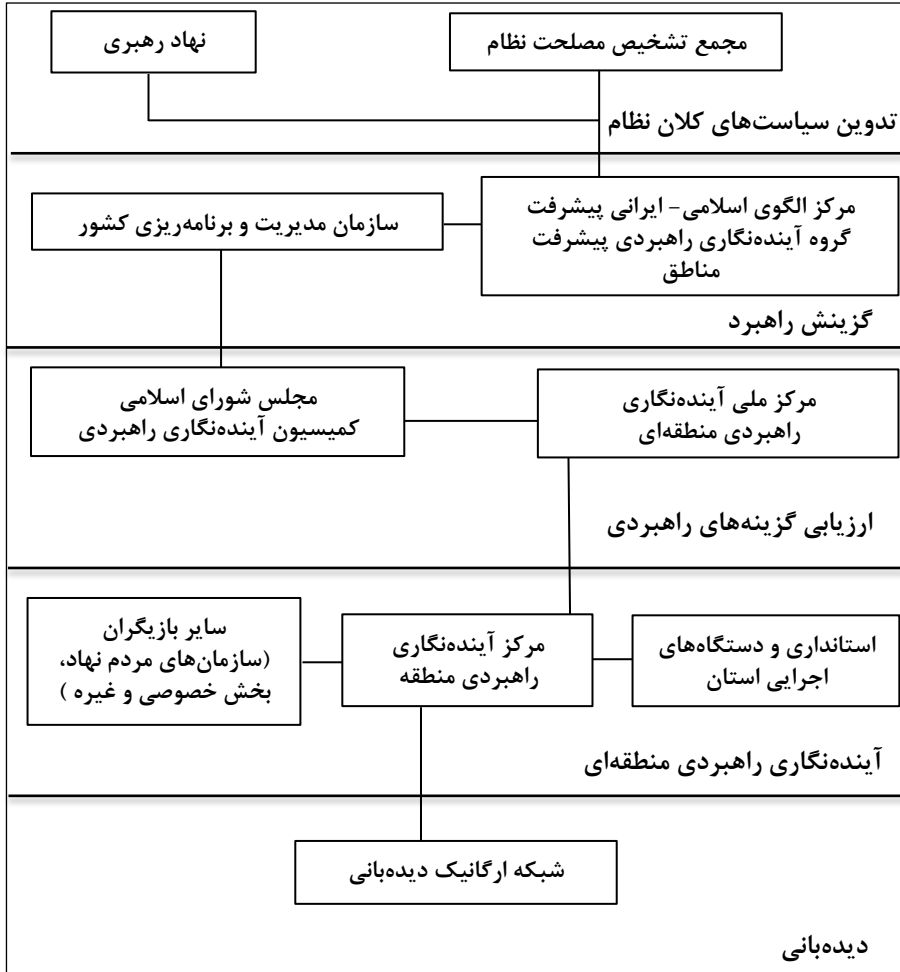 مجمع تشخیص مصلحت نظام
نهاد رهبری
تدوین سیاست‌های کلان نظام
مرکز الگوی اسلامی- ایرانی پیشرفت
گروه آینده‌نگاری راهبردی پیشرفت
مناطق
سازمان مدیریت و برنامه‌ریزی کشور
گزینش راهبرد
مرکز ملی آینده‌نگاری
راهبردی منطقه‌ای
مجلس شورای اسلامی
کمیسیون آینده‌نگاری راهبردی
ارزیابی گزینه‌های راهبردی
استانداری و دستگاه‌های
اجرایی استان
مرکز آینده‌نگاری
راهبردی منطقه
سایر بازیگران
(سازمان‌های مردم نهاد،
بخش خصوصی و غیره )
آینده‌نگاری راهبردی منطقه‌ای
شبکه ارگانیک دیده‌بانی
دیده‌بانی